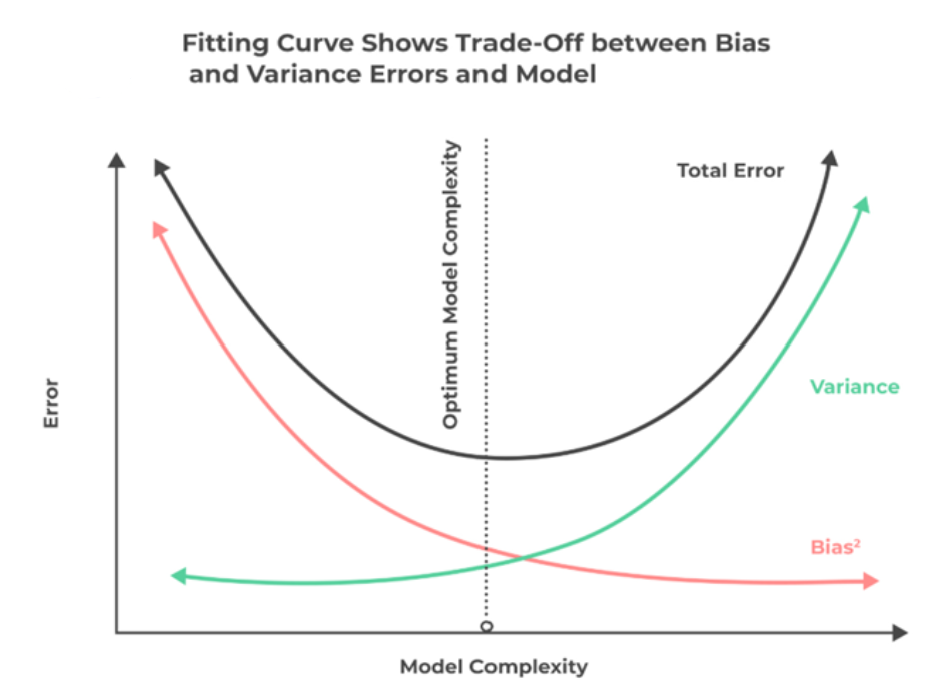 Fitting Curve Shows Trade-Off between Bias
and Variance Errors and Model
Optimum Model Complexity
Total Error
Error
Variance
Bias²
Model Complexity